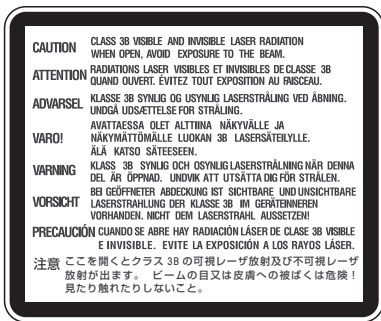 CAUTION CLASS 3B VISIBLE AND INVISIBLE LASER RADIATION
WHEN OPEN, AVOID EXPOSURE TO THE BEAM.
ATTENTION RADIATIONS LASER VISIBLES ET INVISIBLES DE CLASSE 3B
QUAND OUVERT. ÉVITEZ TOUT EXPOSITION AU FAISCEAU.
ADVARSEL KLASSE 3B SYNLIG OG USYNLIG LASERSTRÅLING VED ÅBNING.
UNDGÅ UDSÆTTELSE FOR STRÅLING.
VARO! AVATTAESSA OLET ALTTIINA NÄKYVÄLLE JA
NÄKYMÄTTÖMÄLLE LUOKAN 3B LASERSÄTEILYLLE.
ÄLÄ KATSO SÄTEESEEN.
VARNING KLASS 3B SYNLIG OCH OSYNLIG LASERSTRÅLNING NÄR DENNA
DEL ÄR ÖPPNAD. UNDVIK ATT UTSÄTTA DIG FÖR STRÅLEN.
VORSICHT BEI GEÖFFNETER ABDECKUNG IST SICHTBARE UND UNSICHTBARE
LASERSTRAHLUNG DER KLASSE 3B IM GERÄTEINNEREN
VORHANDEN. NICHT DEM LASERSTRAHL AUSSETZEN!
PRECAUCIÓN CUANDO SE ABRE HAY RADIACIÓN LÁSER DE CLASE 3B VISIBLE
E INVISIBLE. EVITE LA EXPOSICIÓN A LOS RAYOS LÁSER.
注意 ここを開くとクラス 3B の可視レーザ放射及び不可視レーザ
放射が出ます。 ビームの目又は皮膚への被ばくは危険！
見たり触れたりしないこと。